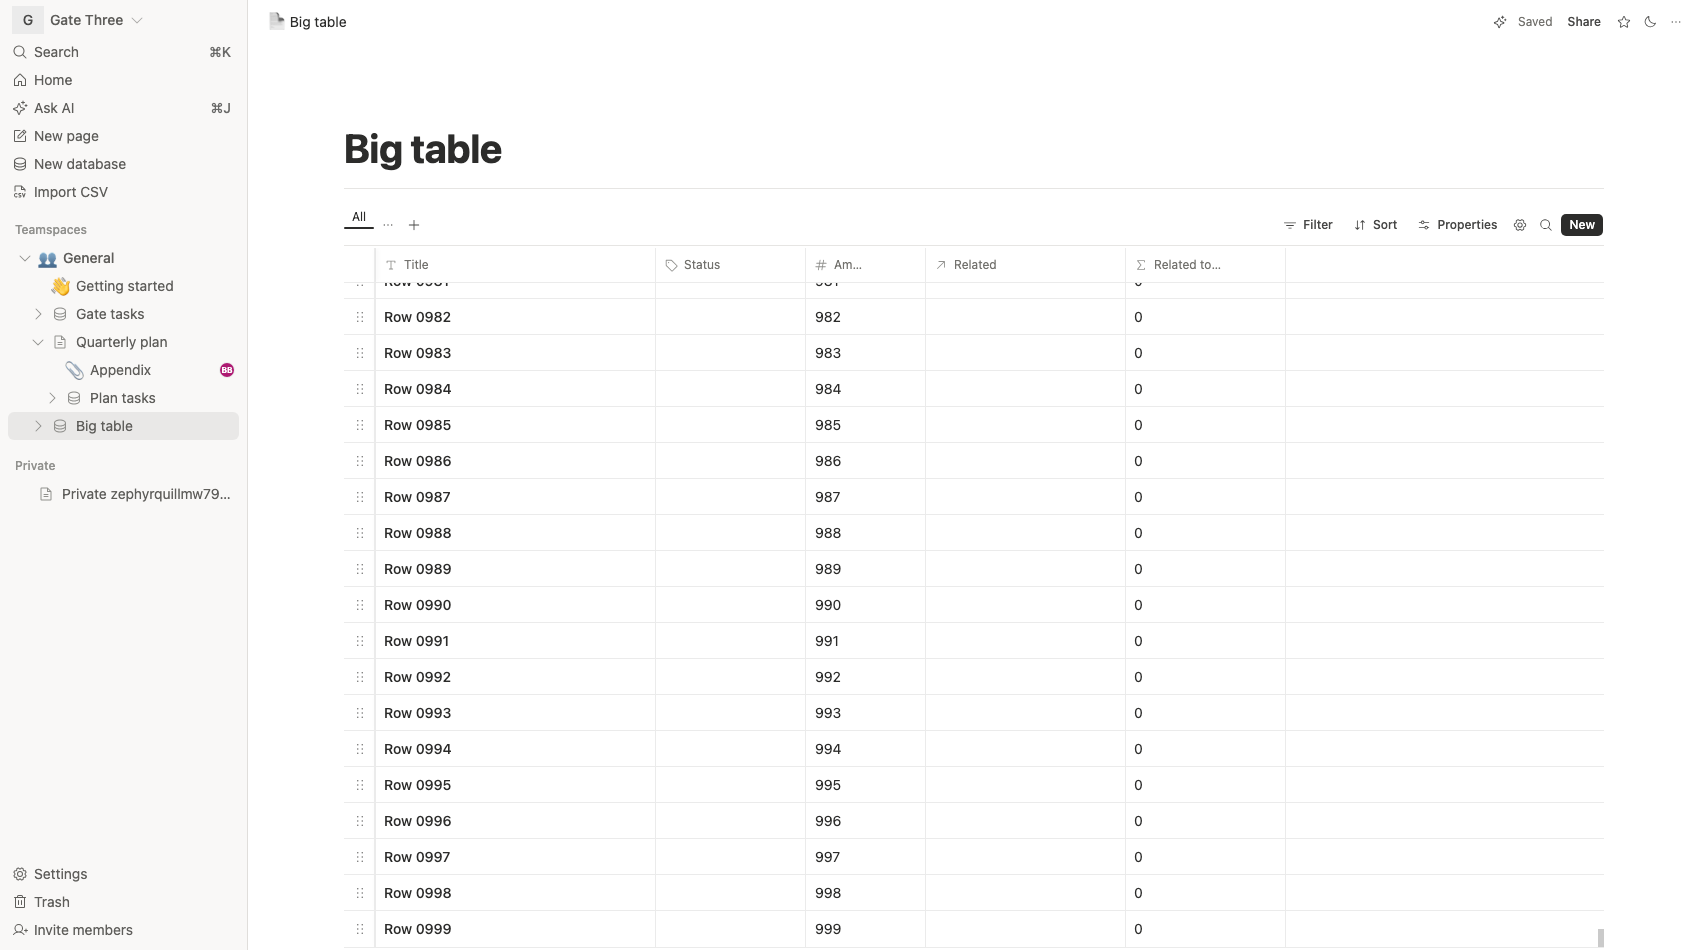 G Gate Three
Search ⌘K
Home
Ask AI ⌘J
New page
New database
Import CSV
Teamspaces
General
Getting started
Gate tasks
Quarterly plan
Appendix BB
Plan tasks
Big table
Private
Private zephyrquillmw79...
Settings
Trash
Invite members
Big table
Saved Share
Big table
All
Filter Sort Properties New
Title Status Am... Related Related to...
Row 0981 981 0
Row 0982 982 0
Row 0983 983 0
Row 0984 984 0
Row 0985 985 0
Row 0986 986 0
Row 0987 987 0
Row 0988 988 0
Row 0989 989 0
Row 0990 990 0
Row 0991 991 0
Row 0992 992 0
Row 0993 993 0
Row 0994 994 0
Row 0995 995 0
Row 0996 996 0
Row 0997 997 0
Row 0998 998 0
Row 0999 999 0